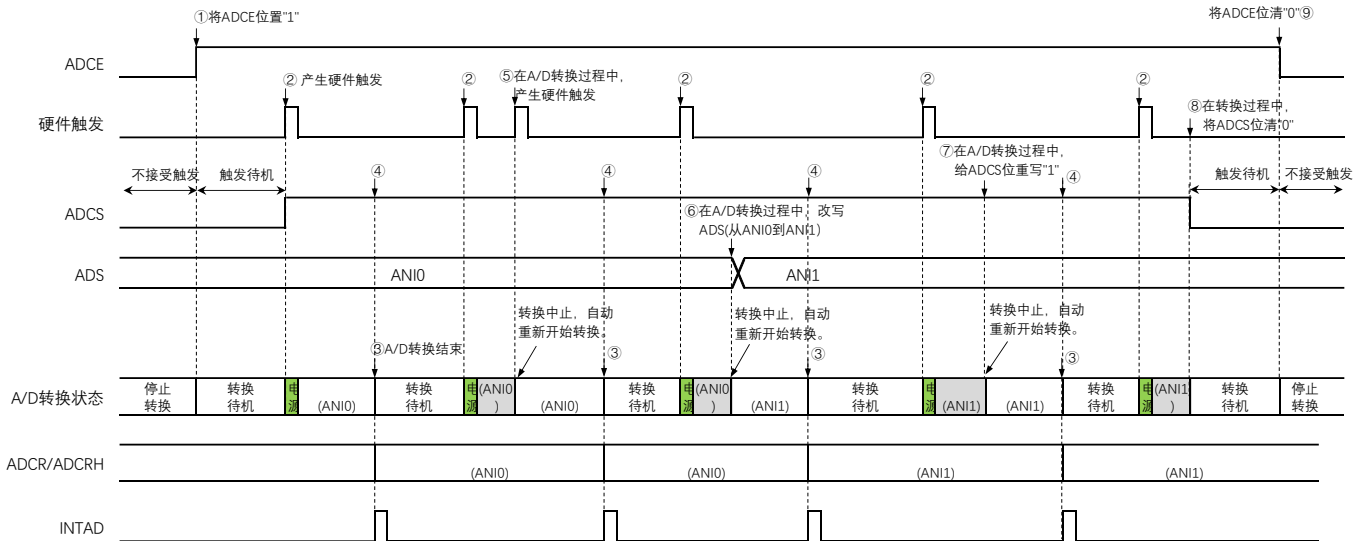 ①将ADCE位置"1"
将ADCE位清"0"⑨
ADCE
② 产生硬件触发
②
⑤在A/D转换过程中，
产生硬件触发
②
②
②
硬件触发
⑧在转换过程中，
将ADCS位清"0"
不接受触发
触发待机
④
④
④
⑦在A/D转换过程中，
给ADCS位重写"1"
④
触发待机
不接受触发
ADCS
⑥在A/D转换过程中，改写
ADS(从ANI0到ANI1）
ADS
ANI0
ANI1
转换中止，自动
重新开始转换。
转换中止，自动
重新开始转换。
转换中止，自动
重新开始转换。
③A/D转换结束
③
③
③
A/D转换状态
停止
转换
转换
待机
电
源
(ANI0)
转换
待机
电
源
(ANI0
)
(ANI0)
转换
待机
电
源
(ANI0
)
(ANI1)
转换
待机
电
源
(ANI1)
(ANI1)
转换
待机
电
源
(ANI1
)
转换
待机
停止
转换
ADCR/ADCRH
(ANI0)
(ANI0)
(ANI1)
(ANI1)
INTAD